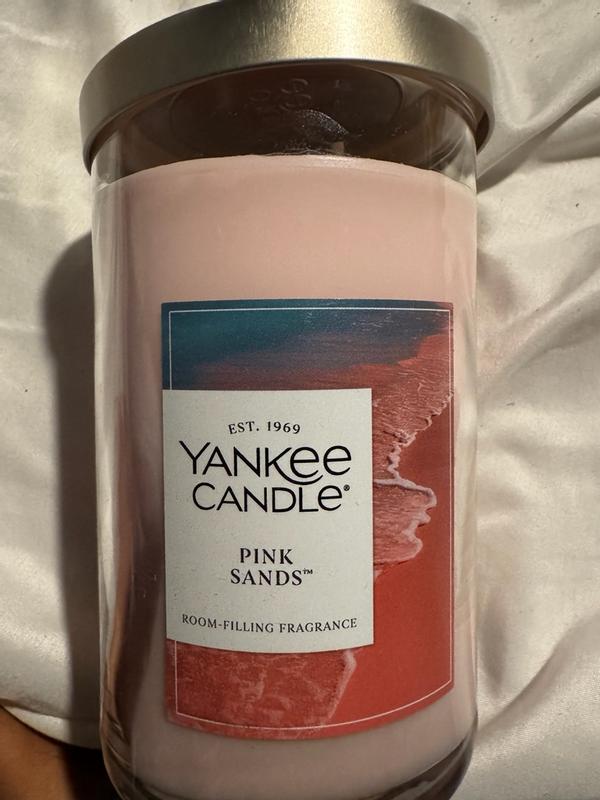 EST. 1969
YANKEE
CANDLE®
PINK
SANDS™
ROOM-FILLING FRAGRANCE